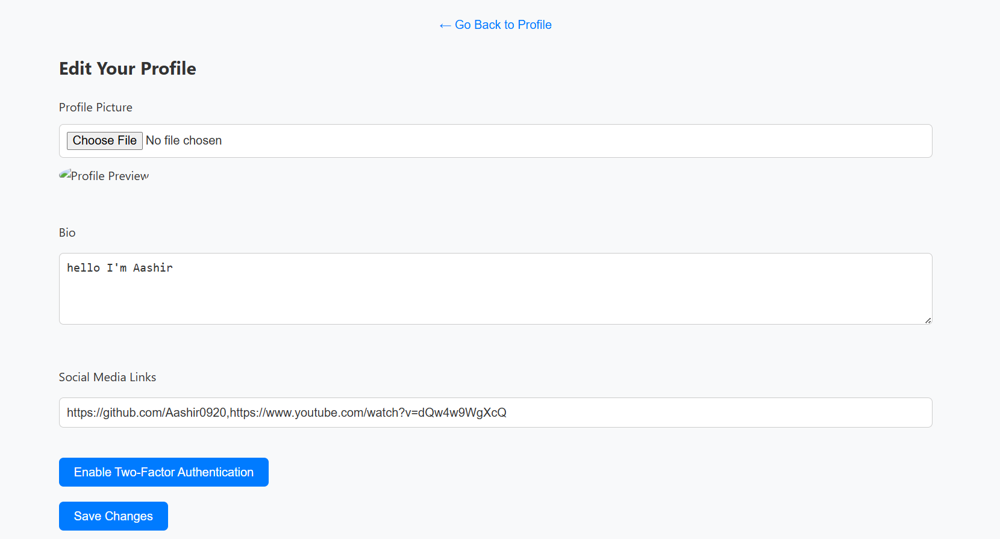 ← Go Back to Profile
Edit Your Profile
Profile Picture
Choose File No file chosen
Profile Preview
Bio
hello I'm Aashir
Social Media Links
https://github.com/Aashir0920,https://www.youtube.com/watch?v=dQw4w9WgXcQ
Enable Two-Factor Authentication
Save Changes